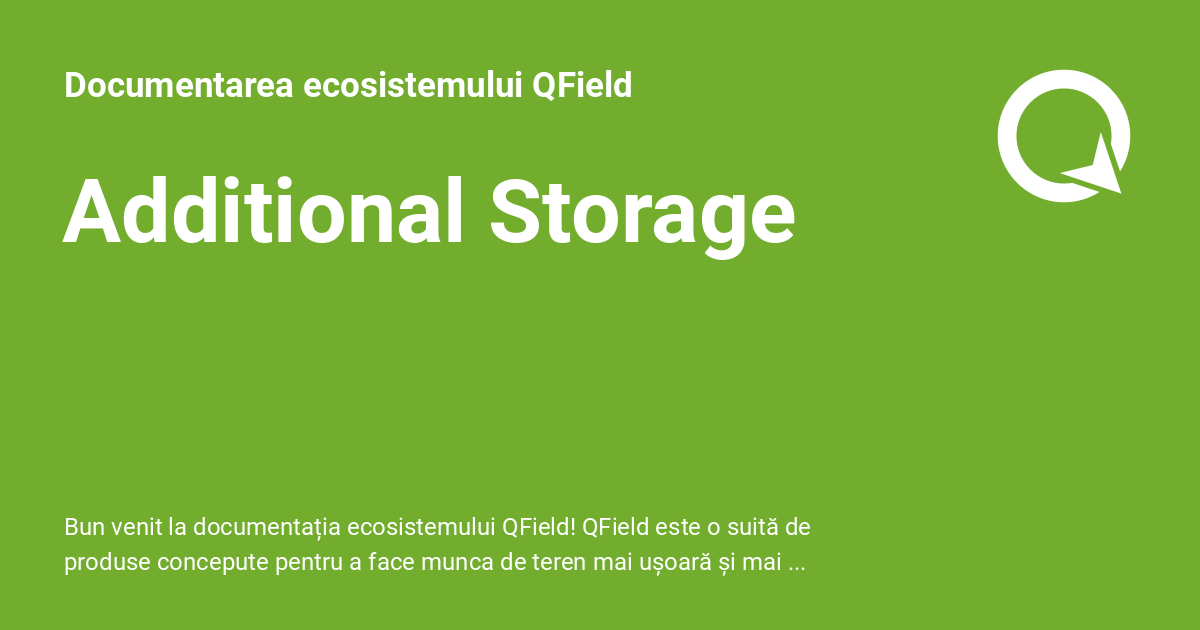 Documentarea ecosistemului QField
Additional Storage
Bun venit la documentația ecosistemului QField! QField este o suită de
produse concepute pentru a face munca de teren mai ușoară și mai ...